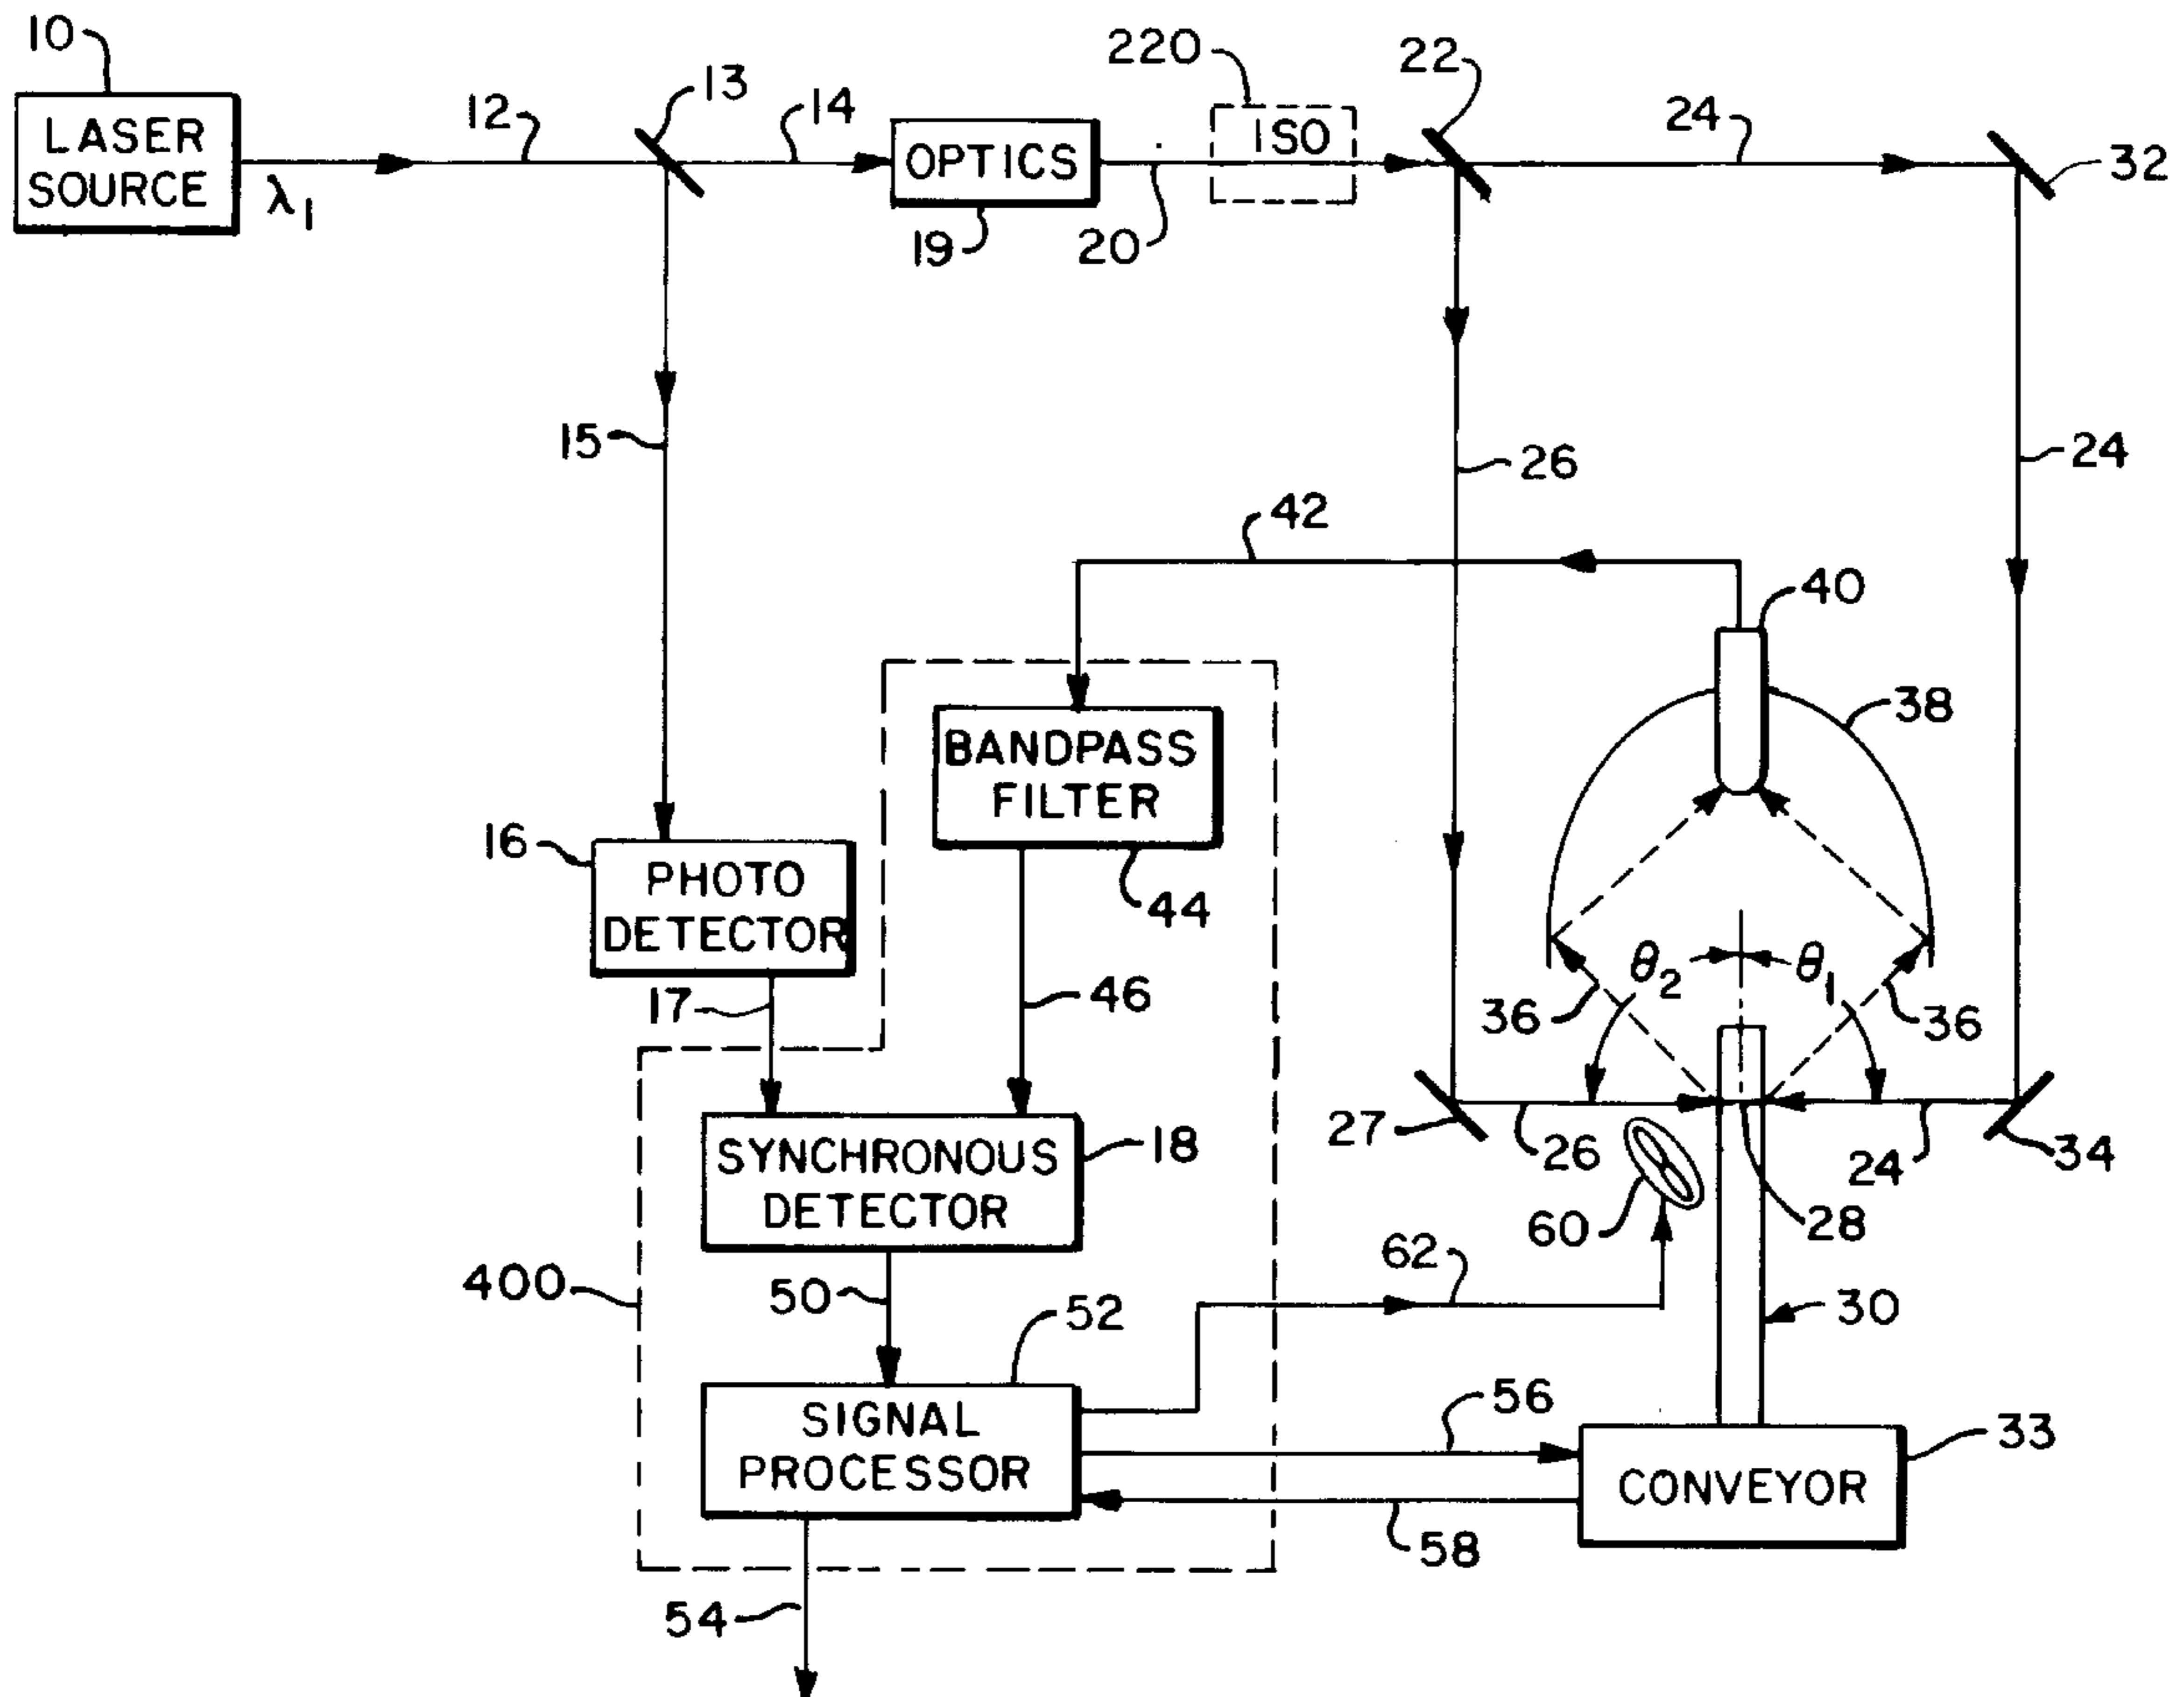 10
LASER
SOURCE
λ1
12
13
14
OPTICS
19
20
220
ISO
22
24
32
15
26
24
42
40
38
BANDPASS
FILTER
44
16
PHOTO
DETECTOR
17
46
θ2
θ1
36
36
27
26
24
34
SYNCHRONOUS
DETECTOR
18
60
28
400
50
62
30
52
SIGNAL
PROCESSOR
56
33
CONVEYOR
58
54